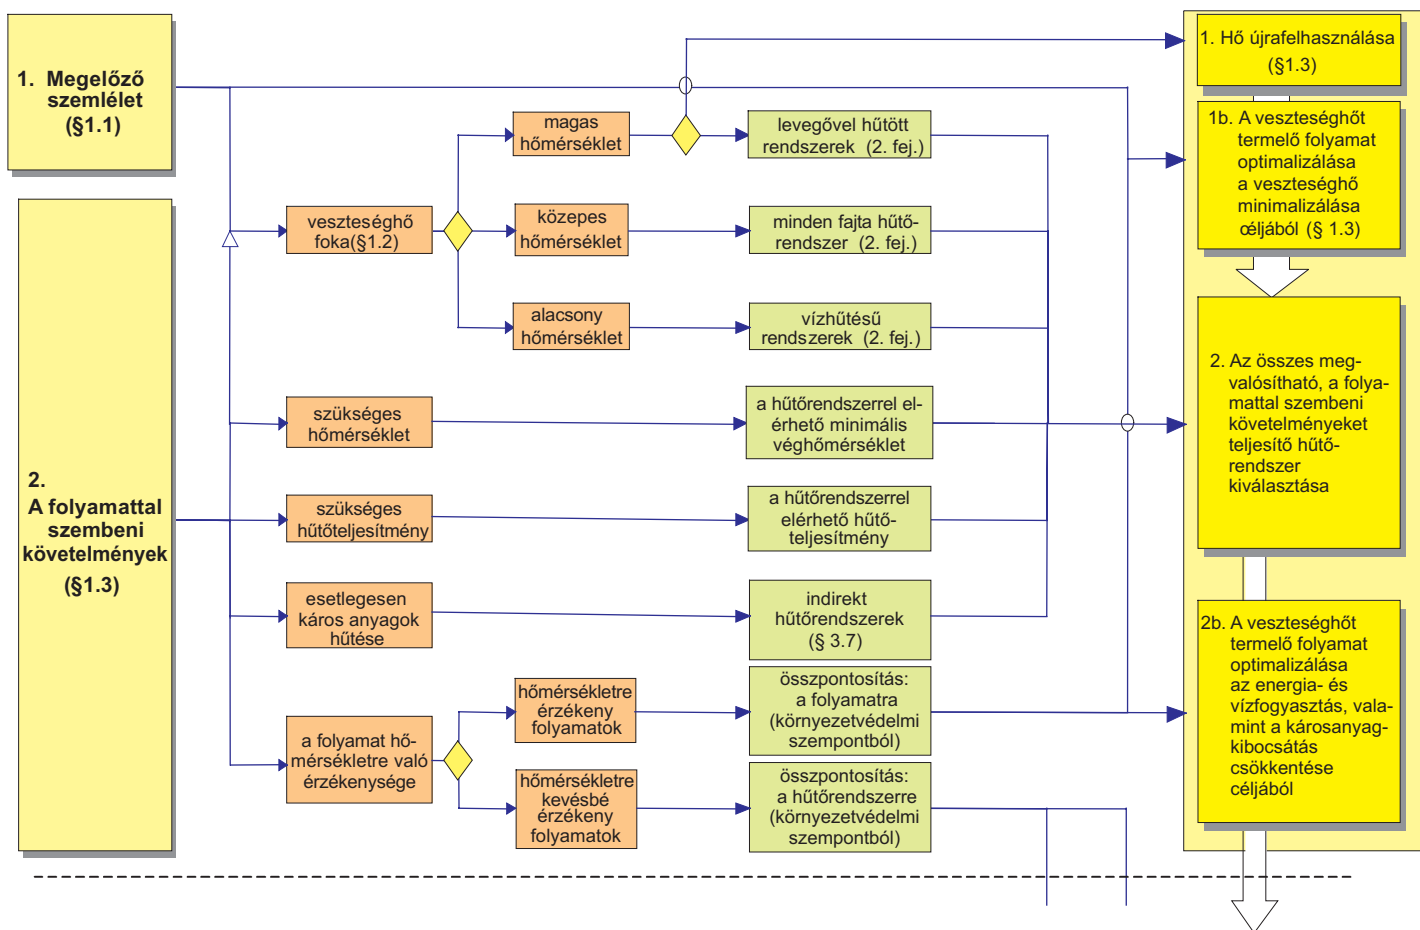 1. Megelőző
szemlélet
(§1.1)
2.
A folyamattal
szembeni
követelmények
(§1.3)
veszteséghő
foka(§1.2)
szükséges
hőmérséklet
szükséges
hűtőteljesítmény
esetlegesen
káros anyagok
hűtése
a folyamat hő-
mérsékletre való
érzékenysége
magas
hőmérséklet
közepes
hőmérséklet
alacsony
hőmérséklet
hőmérsékletre
érzékeny
folyamatok
hőmérsékletre
kevésbé
érzékeny
folyamatok
levegővel hűtött
rendszerek (2. fej.)
minden fajta hűtő-
rendszer (2. fej.)
vízhűtésű
rendszerek (2. fej.)
a hűtőrendszerrel el-
érhető minimális
véghőmérséklet
a hűtőrendszerrel
elérhető hűtő-
teljesítmény
indirekt
hűtőrendszerek
(§ 3.7)
összpontosítás:
a folyamatra
(környezetvédelmi
szempontból)
összpontosítás:
a hűtőrendszerre
(környezetvédelmi
szempontból)
1. Hő újrafelhasználása
(§1.3)
1b. A veszteséghőt
termelő folyamat
optimalizálása
a veszteséghő
minimalizálása
œéljából (§ 1.3)
2. Az összes meg-
valósítható, a folya-
mattal szembeni
követelményeket
teljesítő hűtő-
rendszer
kiválasztása
2b. A veszteséghőt
termelő folyamat
optimalizálása
az energia- és
vízfogyasztás, vala-
mint a károsanyag-
kibocsátás
csökkentése
céljából